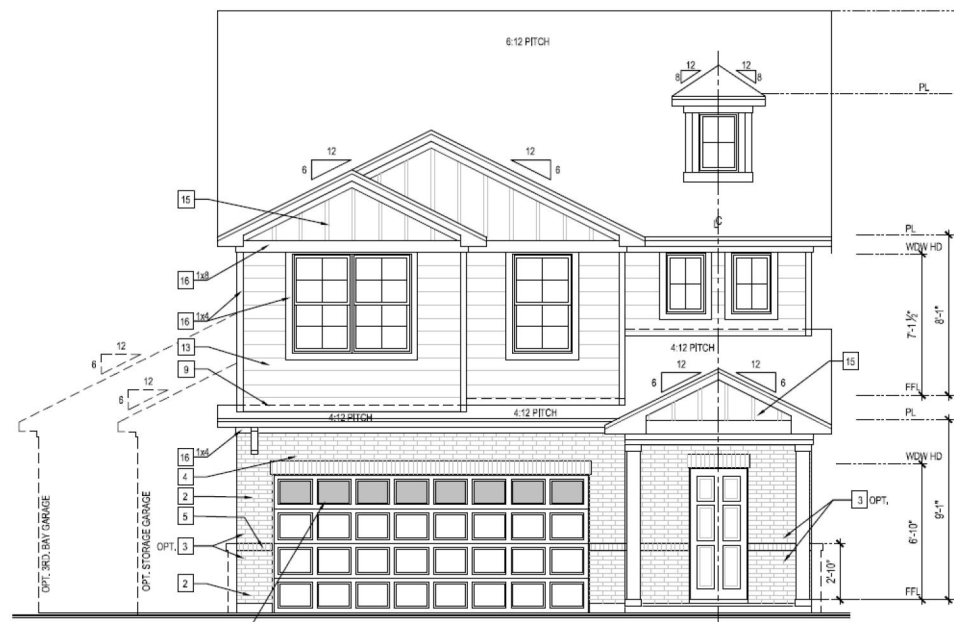 6:12 PITCH
12
12
8
8
PL
12
12
6
6
15
C
L
PL
WDW HD
16 1x8
16 1x4
13
9
7'-1 1/2"
8'-1"
4:12 PITCH
12
6
12
6
12
12
6
6
15
FFL
PL
4:12 PITCH
4:12 PITCH
16 1x4
4
WDW HD
2
3 OPT.
5
OPT. 3
2
OPT. 3RD. BAY GARAGE
OPT. STORAGE GARAGE
6'-10"
9'-1"
2'-10"
FFL